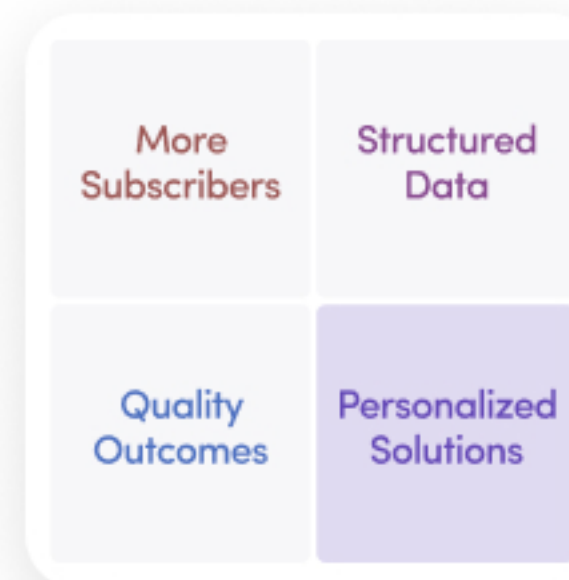 More
Subscribers
Structured
Data
Quality
Outcomes
Personalized
Solutions